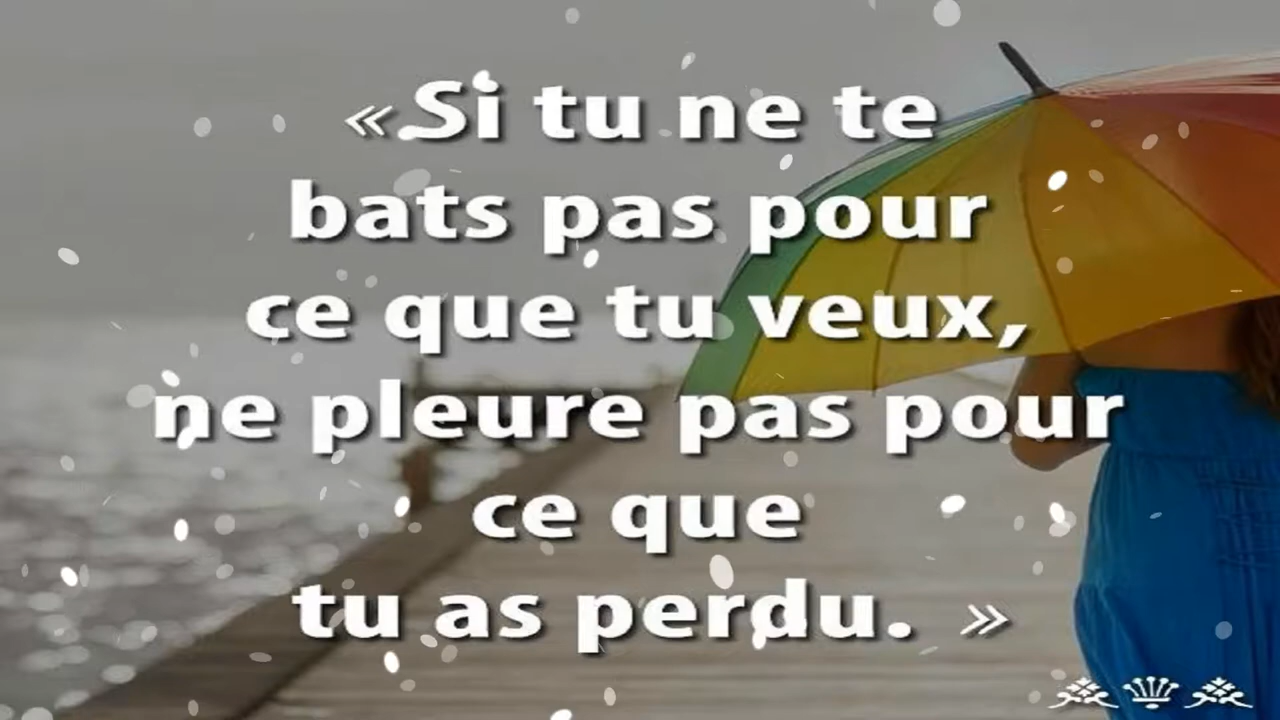 «Si tu ne te
bats pas pour
ce que tu veux,
ne pleure pas pour
ce que
tu as perdu. »